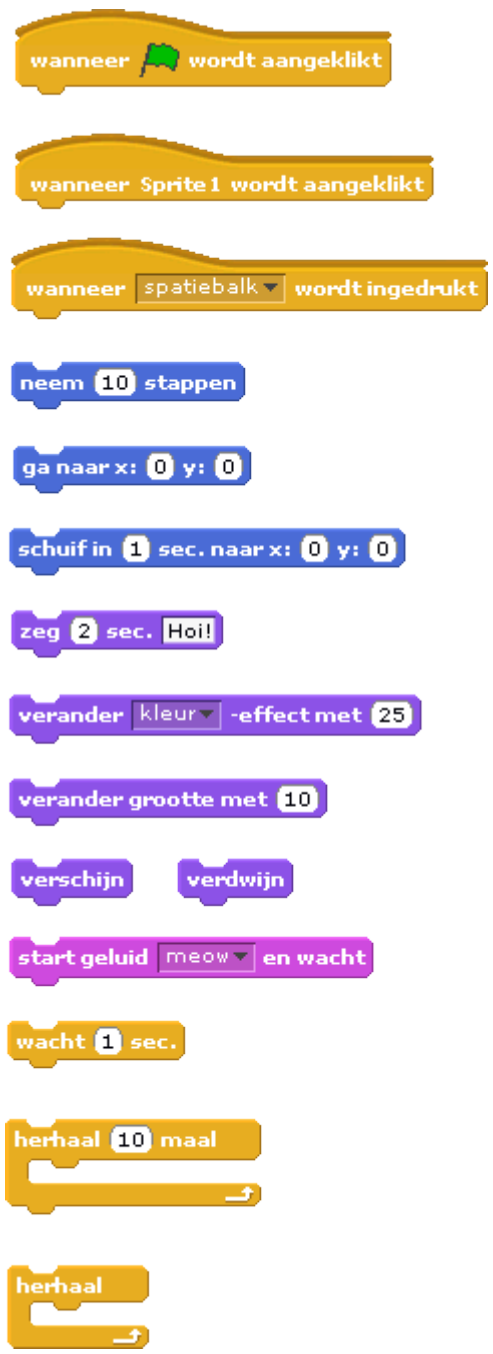 wanneer wordt aangeklikt
wanneer Sprite1 wordt aangeklikt
wanneer spatiebalk wordt ingedrukt
neem 10 stappen
ga naar x: 0 y: 0
schuif in 1 sec. naar x: 0 y: 0
zeg 2 sec. Hoi!
verander kleur -effect met 25
verander grootte met 10
verschijn verdwijn
start geluid meow en wacht
wacht 1 sec.
herhaal 10 maal
herhaal